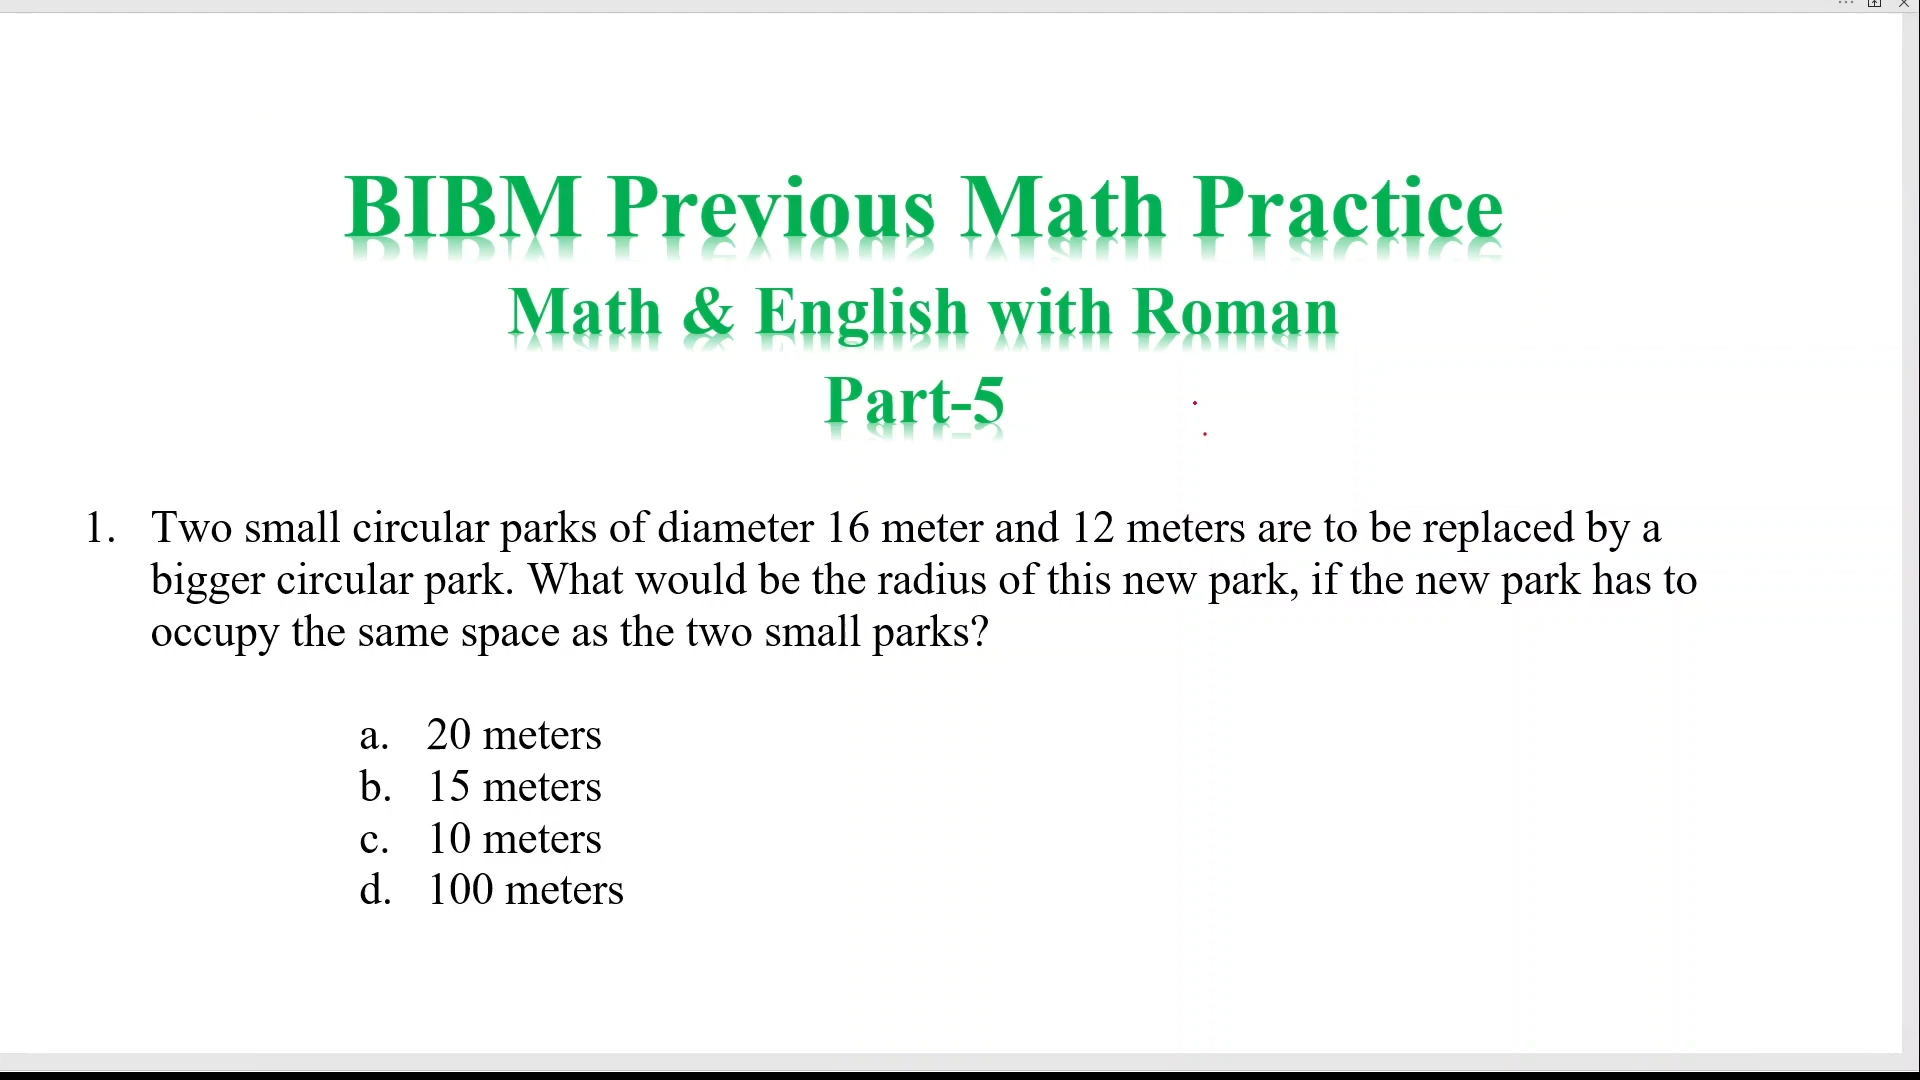 BIBM Previous Math Practice
Math & English with Roman
Part-5
1. Two small circular parks of diameter 16 meter and 12 meters are to be replaced by a
bigger circular park. What would be the radius of this new park, if the new park has to
occupy the same space as the two small parks?
a. 20 meters
b. 15 meters
c. 10 meters
d. 100 meters